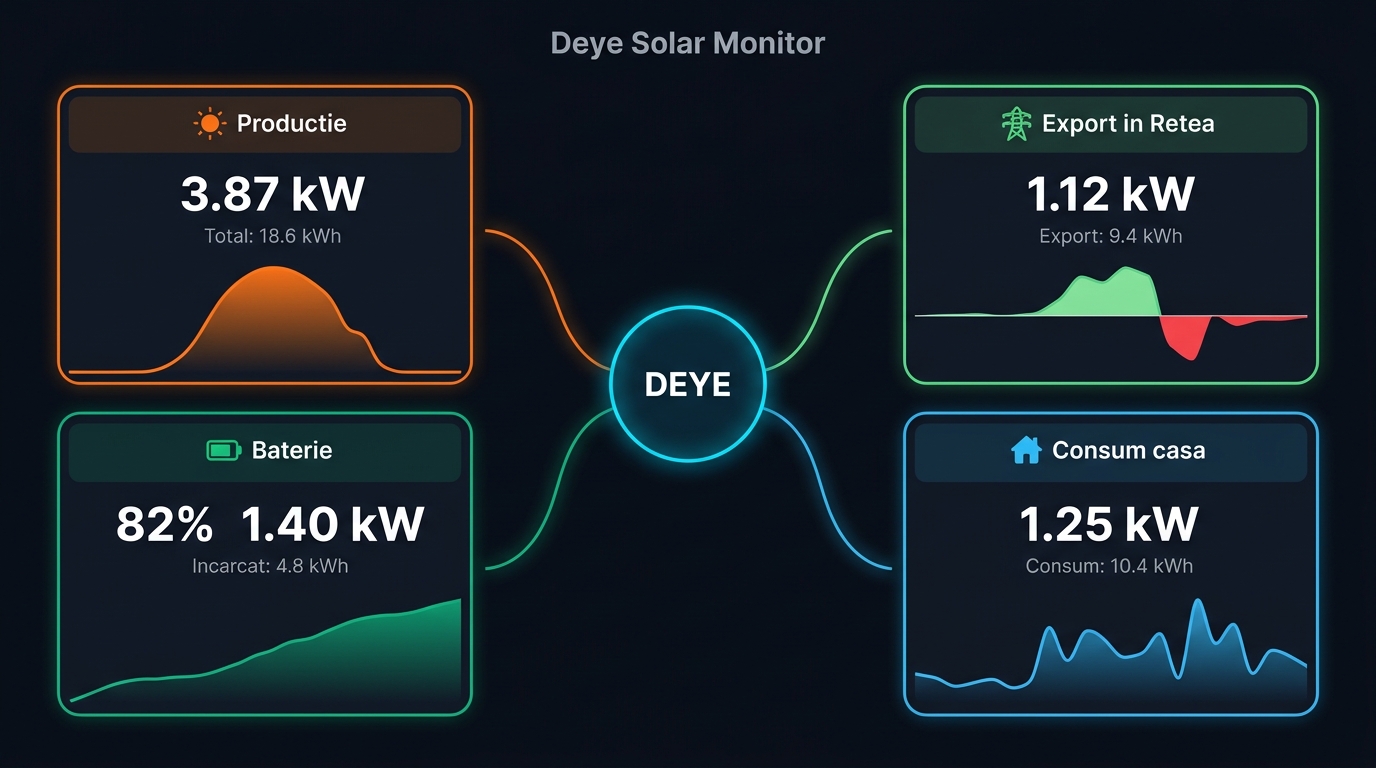 Deye Solar Monitor
Productie
3.87 kW
Total: 18.6 kWh
Export in Retea
1.12 kW
Export: 9.4 kWh
DEYE
Baterie
82% 1.40 kW
Incarcat: 4.8 kWh
Consum casa
1.25 kW
Consum: 10.4 kWh